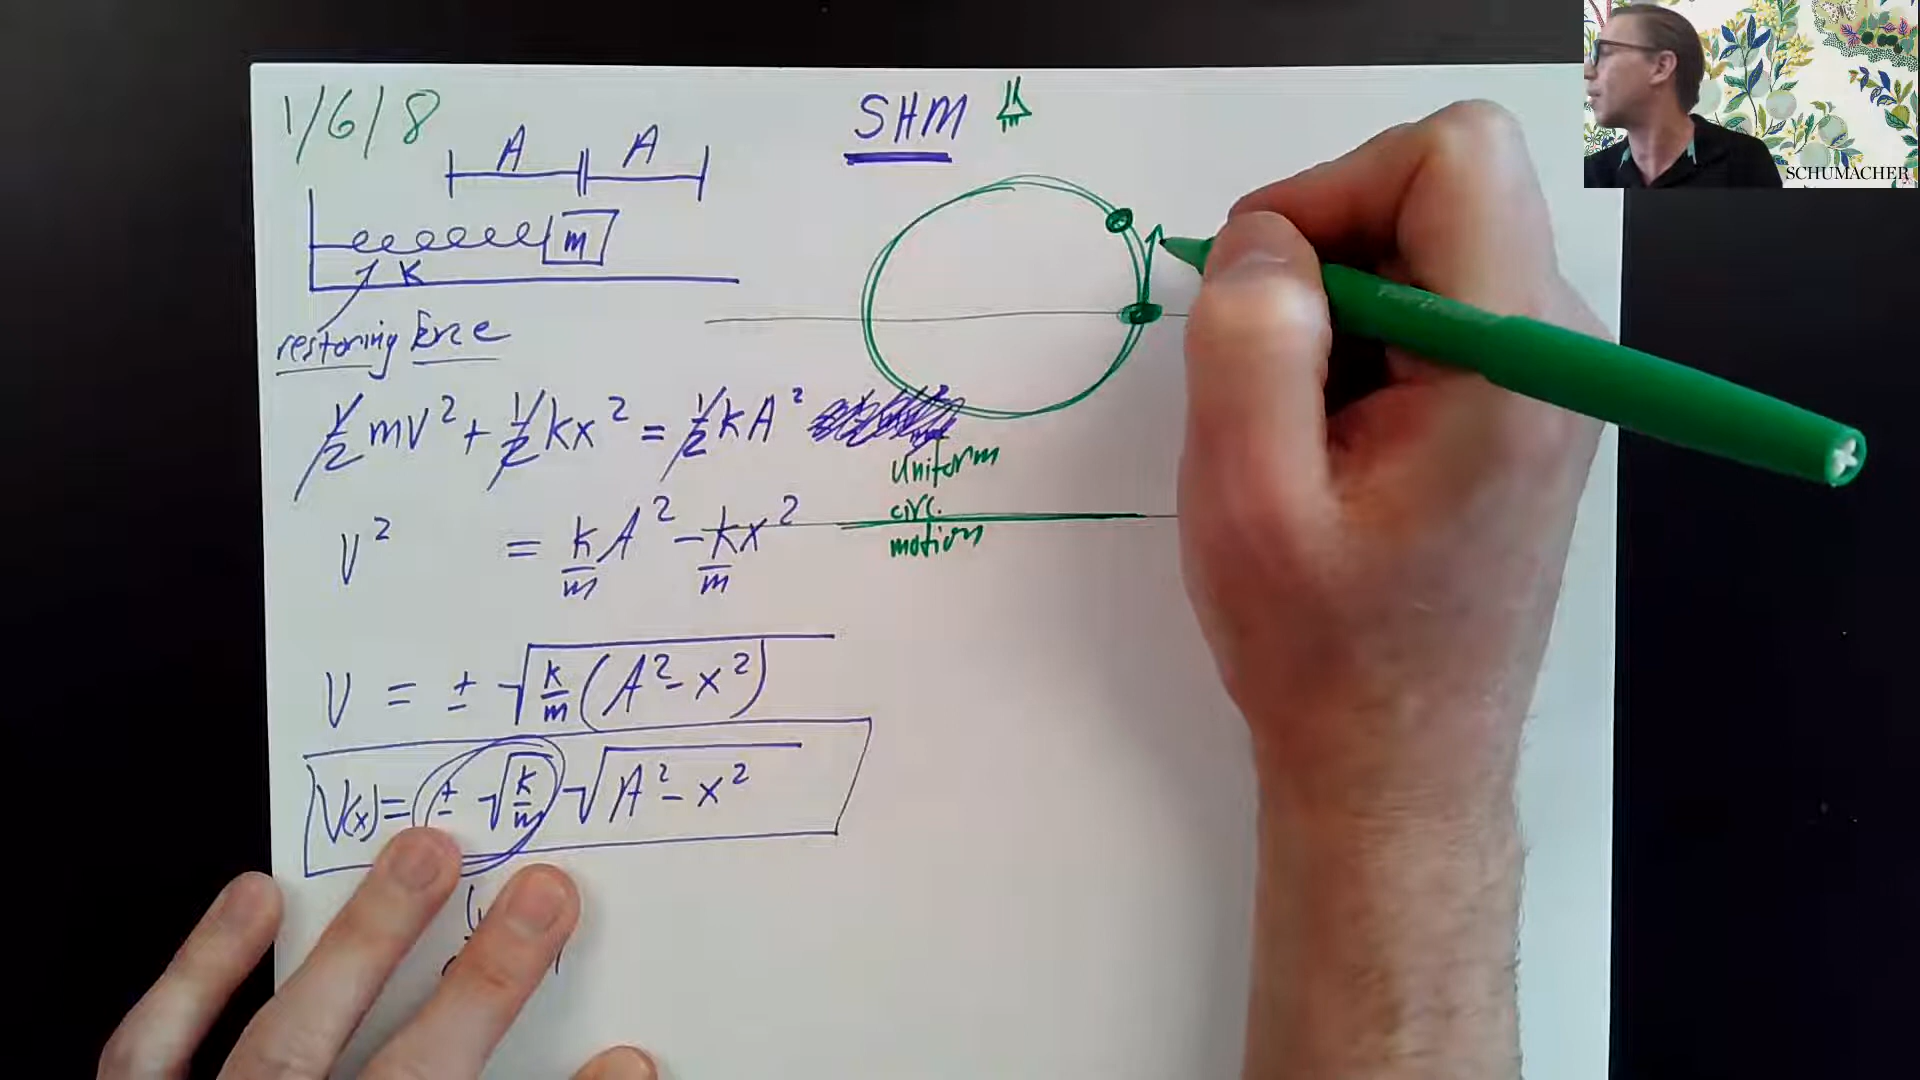 1/6/8
A A
SHM
m
K
restoring force
½mv² + ½kx² = ½kA²
Uniform
circ.
motion
v² = k/m A² - k/m x²
V = ± √(k/m (A² - x²))
V(x) = ± √(k/m) √(A² - x²)
SCHUMACHER